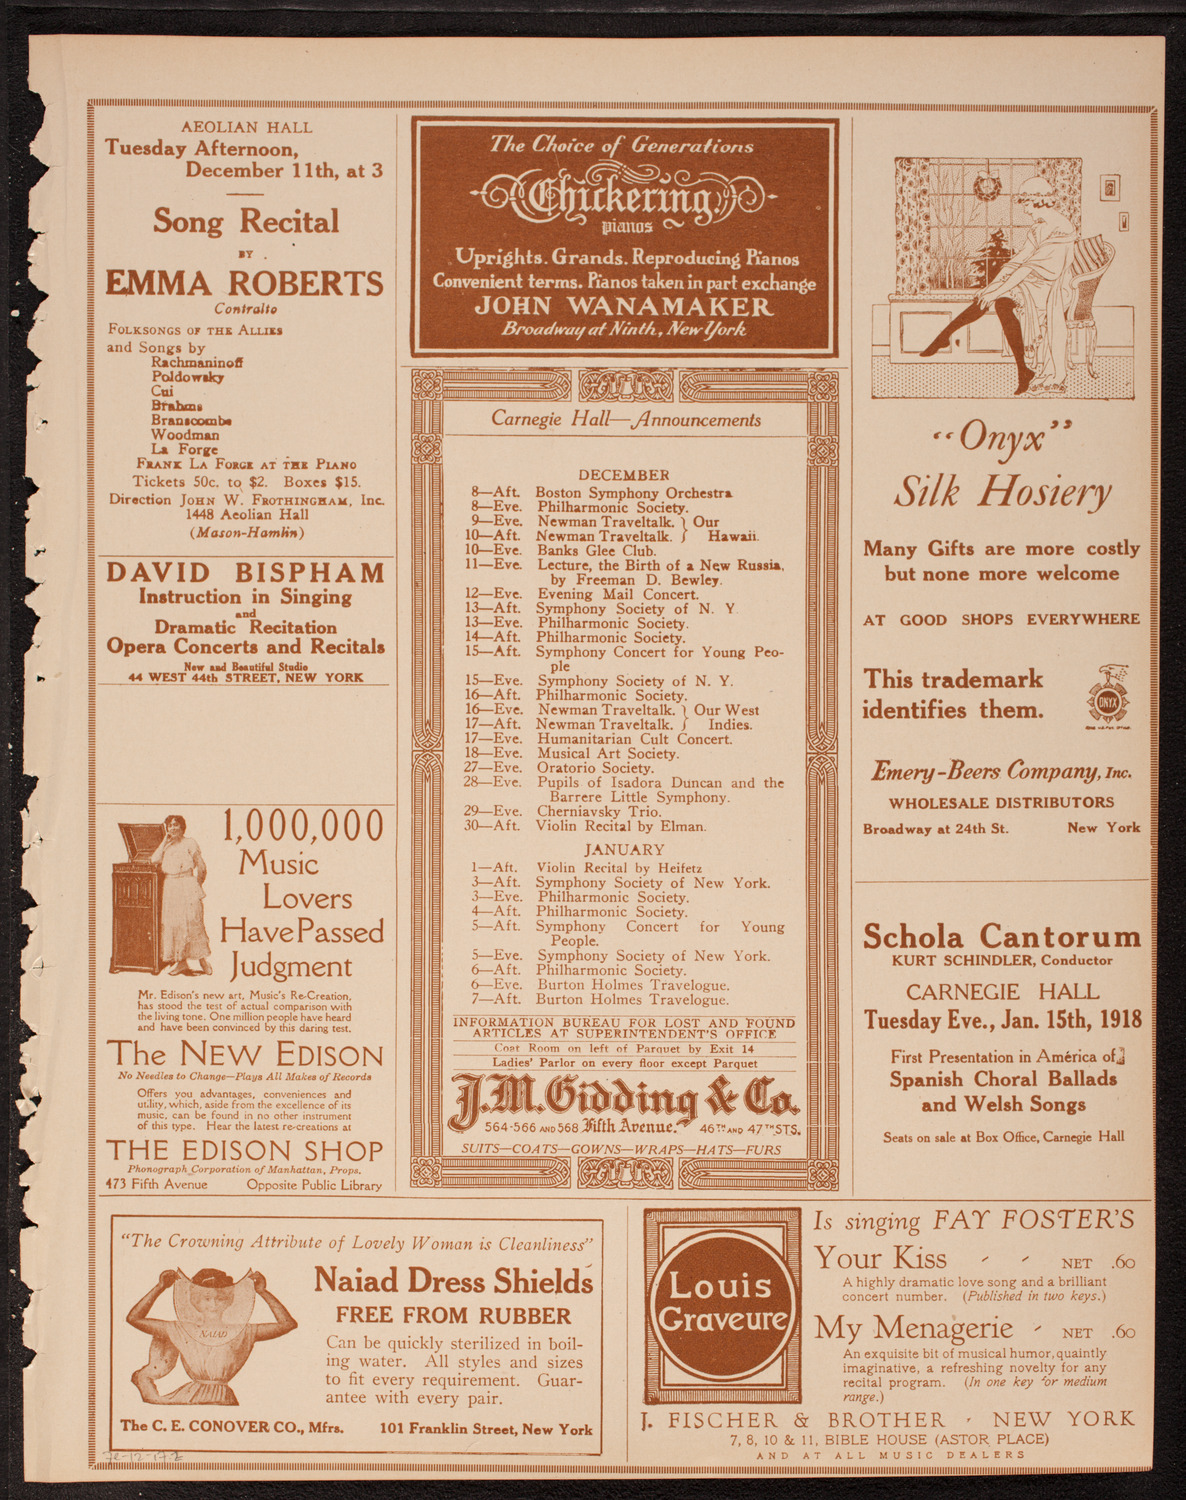 AEOLIAN HALL
Tuesday Afternoon,
December 11th, at 3
Song Recital
BY
EMMA ROBERTS
Contralto
FOLKSONGS OF THE ALLIES
and Songs by
Rachmaninoff
Poldowsky
Cui
Brahms
Branscombe
Woodman
La Forge
FRANK LA FORGE AT THE PIANO
Tickets 50c. to $2. Boxes $15.
Direction JOHN W. FROTHINGHAM, Inc.
1448 Aeolian Hall
(Mason-Hamlin)
DAVID BISPHAM
Instruction in Singing
and
Dramatic Recitation
Opera Concerts and Recitals
New and Beautiful Studio
44 WEST 44th STREET, NEW YORK
1,000,000
Music
Lovers
Have Passed
Judgment
Mr. Edison's new art, Music's Re-Creation,
has stood the test of actual comparison with
the living tone. One million people have heard
and have been convinced by this daring test.
The NEW EDISON
No Needles to Change—Plays All Makes of Records
Offers you advantages, conveniences and
utility, which, aside from the excellence of its
music, can be found in no other instrument
of this type. Hear the latest re-creations at
THE EDISON SHOP
Phonograph Corporation of Manhattan, Props.
473 Fifth Avenue Opposite Public Library
The Choice of Generations
Chickering
pianos
Uprights. Grands. Reproducing Pianos
Convenient terms. Pianos taken in part exchange
JOHN WANAMAKER
Broadway at Ninth, New York
Carnegie Hall—Announcements
DECEMBER
8—Aft. Boston Symphony Orchestra
8—Eve. Philharmonic Society.
9—Eve. Newman Traveltalk. } Our
10—Aft. Newman Traveltalk. } Hawaii.
10—Eve. Banks Glee Club.
11—Eve. Lecture, the Birth of a New Russia,
by Freeman D. Bewley.
12—Eve. Evening Mail Concert.
13—Aft. Symphony Society of N. Y.
13—Eve. Philharmonic Society.
14—Aft. Philharmonic Society.
15—Aft. Symphony Concert for Young Peo-
ple
15—Eve. Symphony Society of N. Y.
16—Aft. Philharmonic Society.
16—Eve. Newman Traveltalk. } Our West
17—Aft. Newman Traveltalk. } Indies.
17—Eve. Humanitarian Cult Concert.
18—Eve. Musical Art Society.
27—Eve. Oratorio Society.
28—Eve. Pupils of Isadora Duncan and the
Barrere Little Symphony.
29—Eve. Cherniavsky Trio.
30—Aft. Violin Recital by Elman.
JANUARY
1—Aft. Violin Recital by Heifetz
3—Aft. Symphony Society of New York.
3—Eve. Philharmonic Society.
4—Aft. Philharmonic Society.
5—Aft. Symphony Concert for Young
People.
5—Eve. Symphony Society of New York.
6—Aft. Philharmonic Society.
6—Eve. Burton Holmes Travelogue.
7—Aft. Burton Holmes Travelogue.
INFORMATION BUREAU FOR LOST AND FOUND
ARTICLES AT SUPERINTENDENT'S OFFICE
Coat Room on left of Parquet by Exit 14
Ladies' Parlor on every floor except Parquet
J.M. Gidding & Co.
564-566 AND 568 Fifth Avenue. 46TH AND 47TH STS.
SUITS—COATS—GOWNS—WRAPS—HATS—FURS
"Onyx"
Silk Hosiery
Many Gifts are more costly
but none more welcome
AT GOOD SHOPS EVERYWHERE
This trademark
identifies them.
ONYX
Emery-Beers Company, Inc.
WHOLESALE DISTRIBUTORS
Broadway at 24th St. New York
Schola Cantorum
KURT SCHINDLER, Conductor
CARNEGIE HALL
Tuesday Eve., Jan. 15th, 1918
First Presentation in América of
Spanish Choral Ballads
and Welsh Songs
Seats on sale at Box Office, Carnegie Hall
"The Crowning Attribute of Lovely Woman is Cleanliness"
NAIAD
Naiad Dress Shields
FREE FROM RUBBER
Can be quickly sterilized in boil-
ing water. All styles and sizes
to fit every requirement. Guar-
antee with every pair.
The C. E. CONOVER CO., Mfrs. 101 Franklin Street, New York
Louis
Graveure
Is singing FAY FOSTER'S
Your Kiss - - NET .60
A highly dramatic love song and a brilliant
concert number. (Published in two keys.)
My Menagerie - NET .60
An exquisite bit of musical humor, quaintly
imaginative, a refreshing novelty for any
recital program. (In one key for medium
range.)
J. FISCHER & BROTHER - NEW YORK
7, 8, 10 & 11, BIBLE HOUSE (ASTOR PLACE)
AND AT ALL MUSIC DEALERS